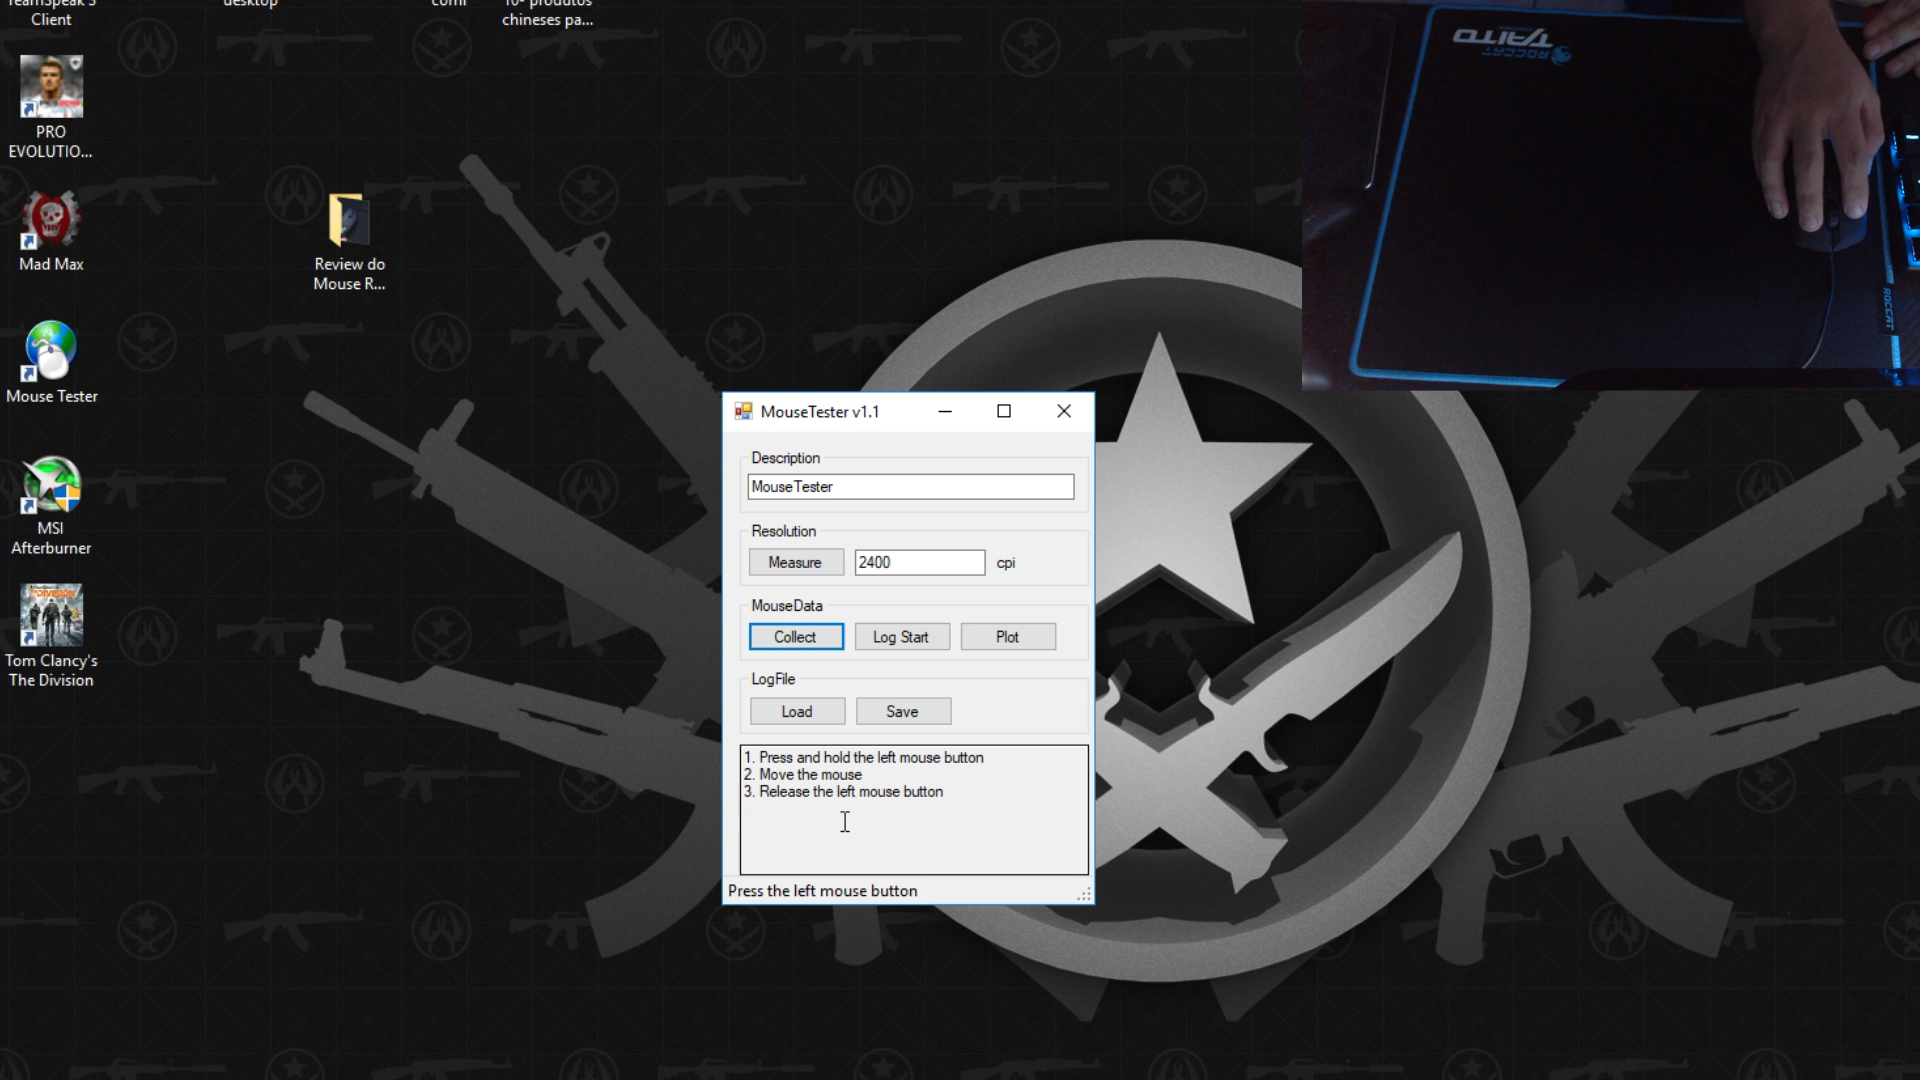 Client
desktop
10- produtos
chineses pa...
PRO
EVOLUTIO...
Mad Max
Review do
Mouse R...
Mouse Tester
MSI
Afterburner
Tom Clancy's
The Division
MouseTester v1.1
Description
MouseTester
Resolution
Measure
2400
cpi
MouseData
Collect
Log Start
Plot
LogFile
Load
Save
1. Press and hold the left mouse button
2. Move the mouse
3. Release the left mouse button
Press the left mouse button
TAITO
ROCCAT
ROCCAT